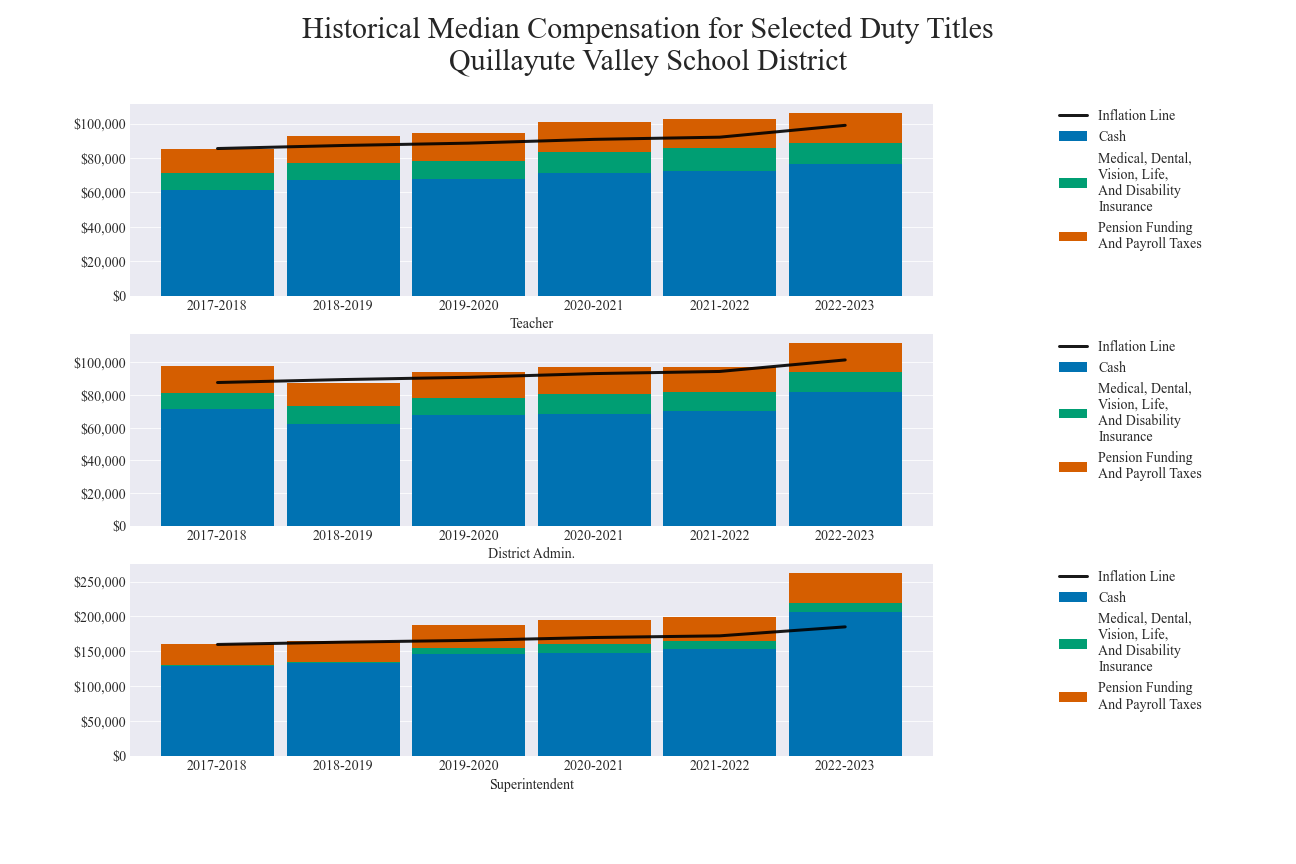 Historical Median Compensation for Selected Duty Titles
Quillayute Valley School District
$100,000
$80,000
$60,000
$40,000
$20,000
$0
2017-2018 2018-2019 2019-2020 2020-2021 2021-2022 2022-2023
Teacher
Inflation Line
Cash
Medical, Dental,
Vision, Life,
And Disability
Insurance
Pension Funding
And Payroll Taxes
$100,000
$80,000
$60,000
$40,000
$20,000
$0
2017-2018 2018-2019 2019-2020 2020-2021 2021-2022 2022-2023
District Admin.
Inflation Line
Cash
Medical, Dental,
Vision, Life,
And Disability
Insurance
Pension Funding
And Payroll Taxes
$250,000
$200,000
$150,000
$100,000
$50,000
$0
2017-2018 2018-2019 2019-2020 2020-2021 2021-2022 2022-2023
Superintendent
Inflation Line
Cash
Medical, Dental,
Vision, Life,
And Disability
Insurance
Pension Funding
And Payroll Taxes